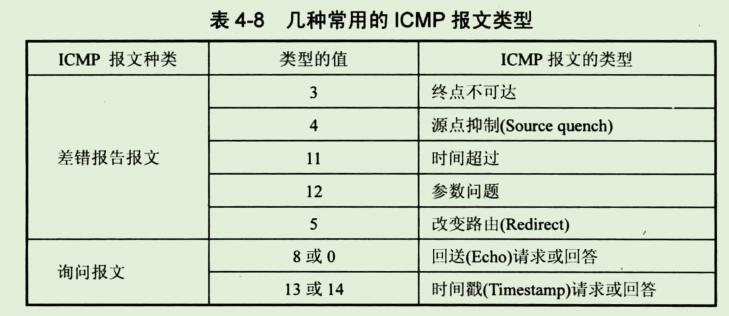 表 4-8 几种常用的 ICMP 报文类型
ICMP 报文种类 类型的值 ICMP 报文的类型
3 终点不可达
4 源点抑制(Source quench)
差错报告报文 11 时间超过
12 参数问题
5 改变路由(Redirect)
询问报文 8 或 0 回送(Echo)请求或回答
13 或 14 时间戳(Timestamp)请求或回答